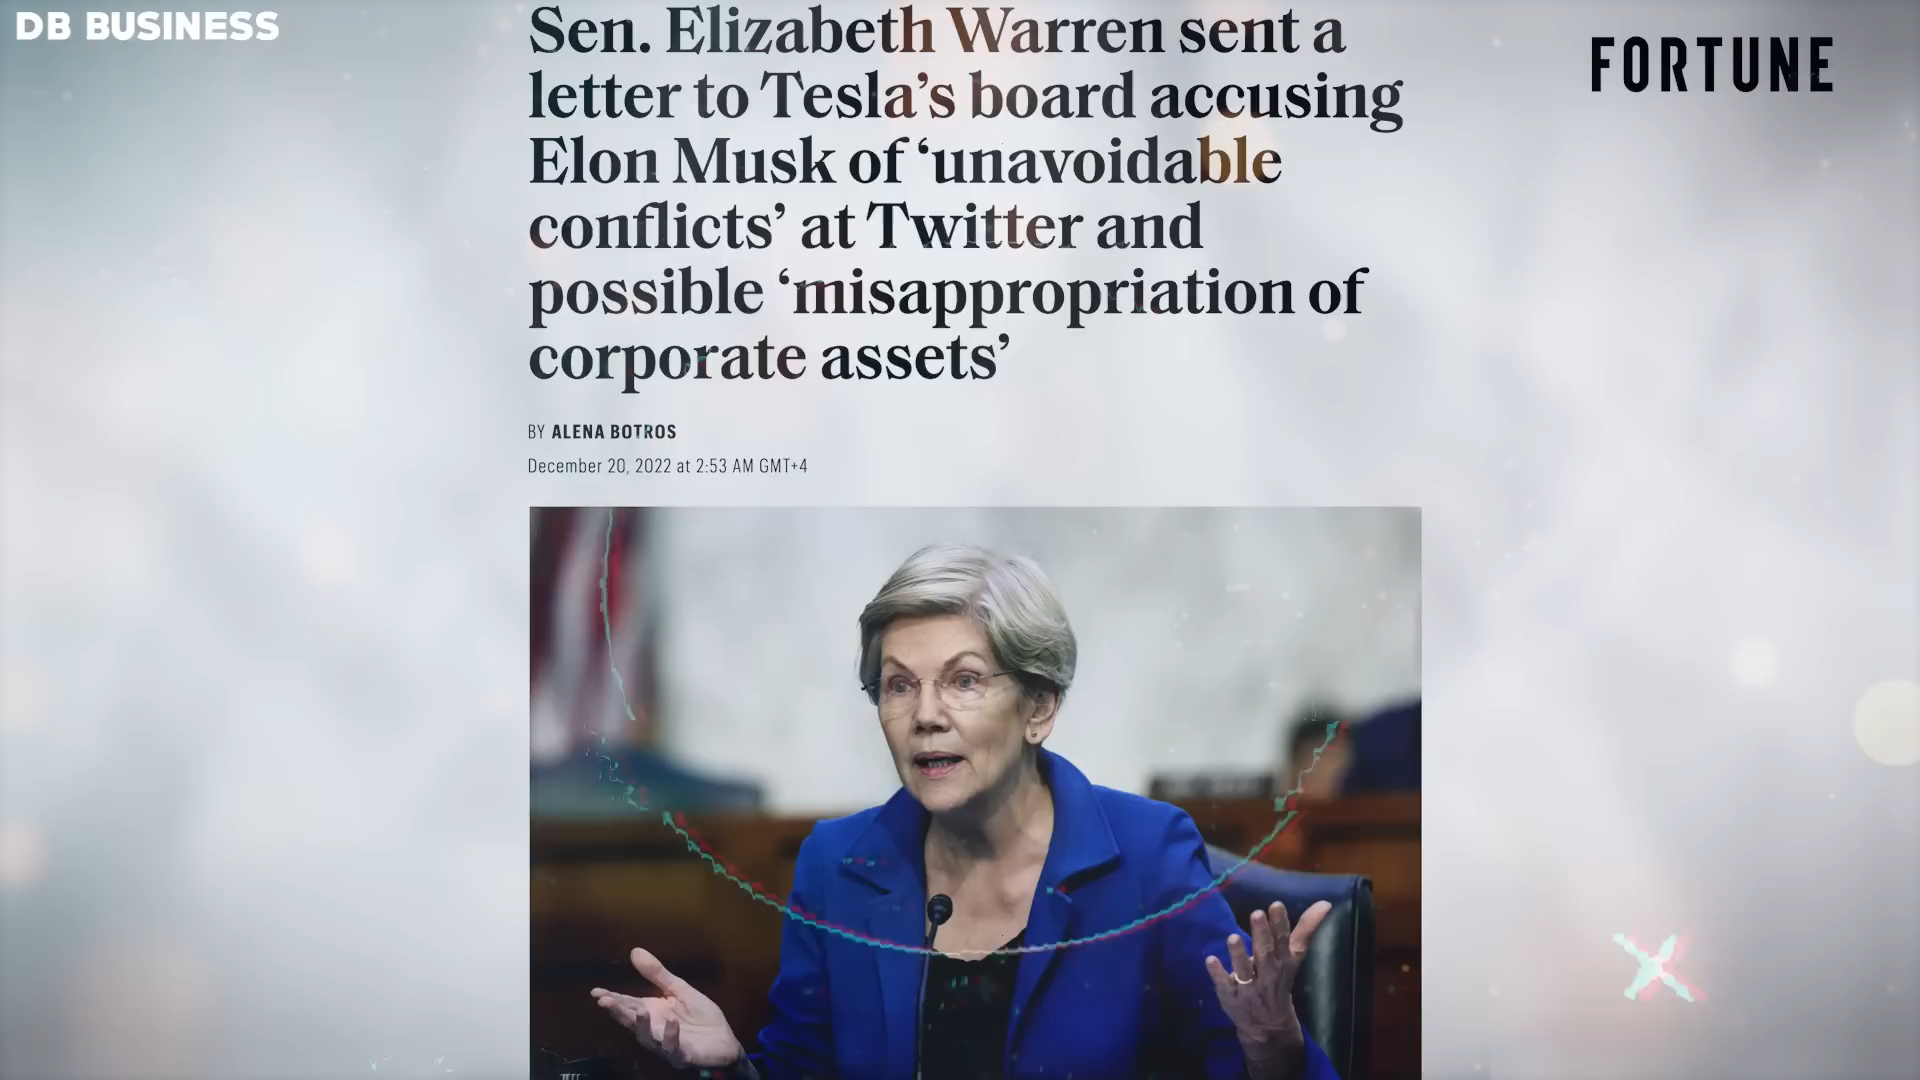 DB BUSINESS
FORTUNE
Sen. Elizabeth Warren sent a
letter to Tesla’s board accusing
Elon Musk of ‘unavoidable
conflicts’ at Twitter and
possible ‘misappropriation of
corporate assets’
BY ALENA BOTROS
December 20, 2022 at 2:53 AM GMT+4